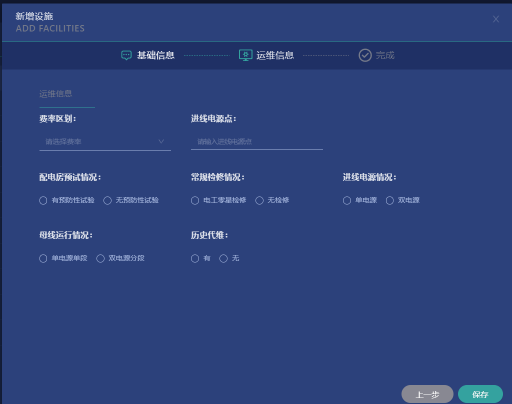 新增设施
ADD FACILITIES
基础信息 运维信息 完成
运维信息
费率区别： 进线电源点：
请选择费率 请输入进线电源点
配电房预试情况： 常规检修情况： 进线电源情况：
有预防性试验 无预防性试验 电工零星检修 无检修 单电源 双电源
母线运行情况： 历史代维：
单电源单段 双电源分段 有 无
上一步 保存